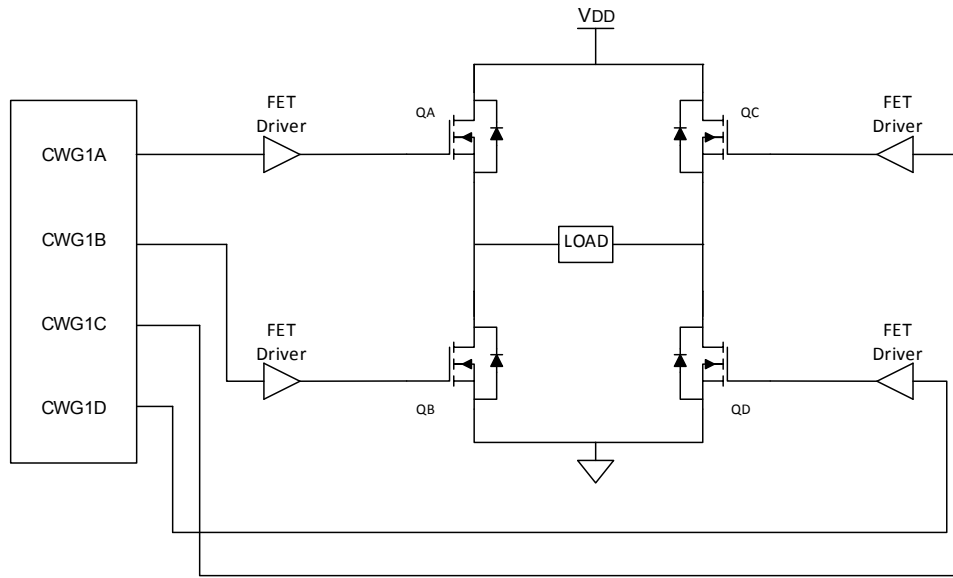 VDD
FET
Driver
QA
QC
FET
Driver
CWG1A
CWG1B
LOAD
CWG1C
FET
Driver
FET
Driver
CWG1D
QB
QD